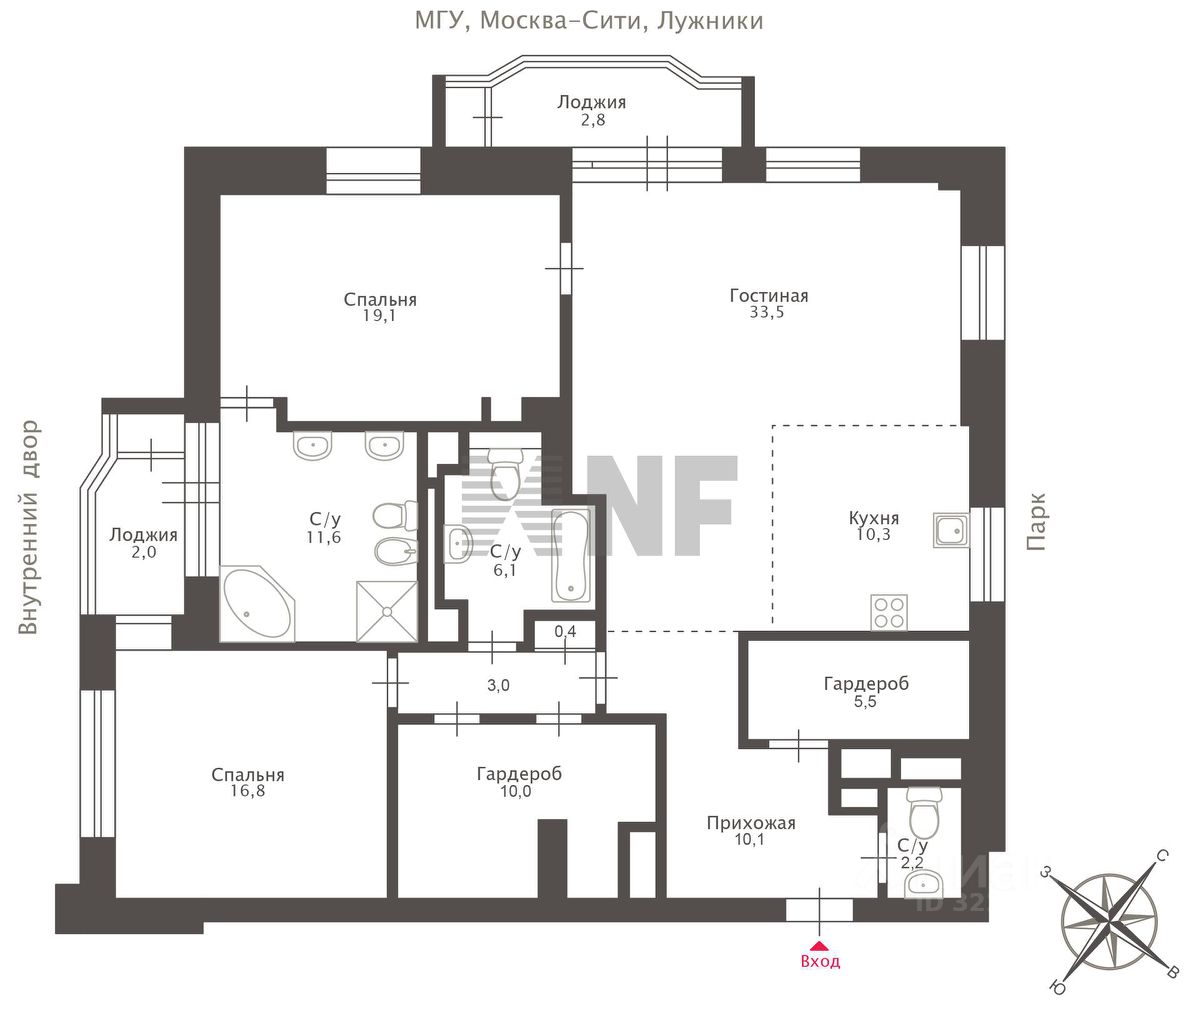 МГУ, Москва-Сити, Лужники
Лоджия
2,8
Спальня
19,1
Гостиная
33,5
Внутренний двор
Парк
Лоджия
2,0
С/у
11,6
С/у
6,1
NF
Кухня
10,3
0,4
3,0
Гардероб
5,5
Спальня
16,8
Гардероб
10,0
Прихожая
10,1
С/у
2,2
Вход
С
З
В
Ю